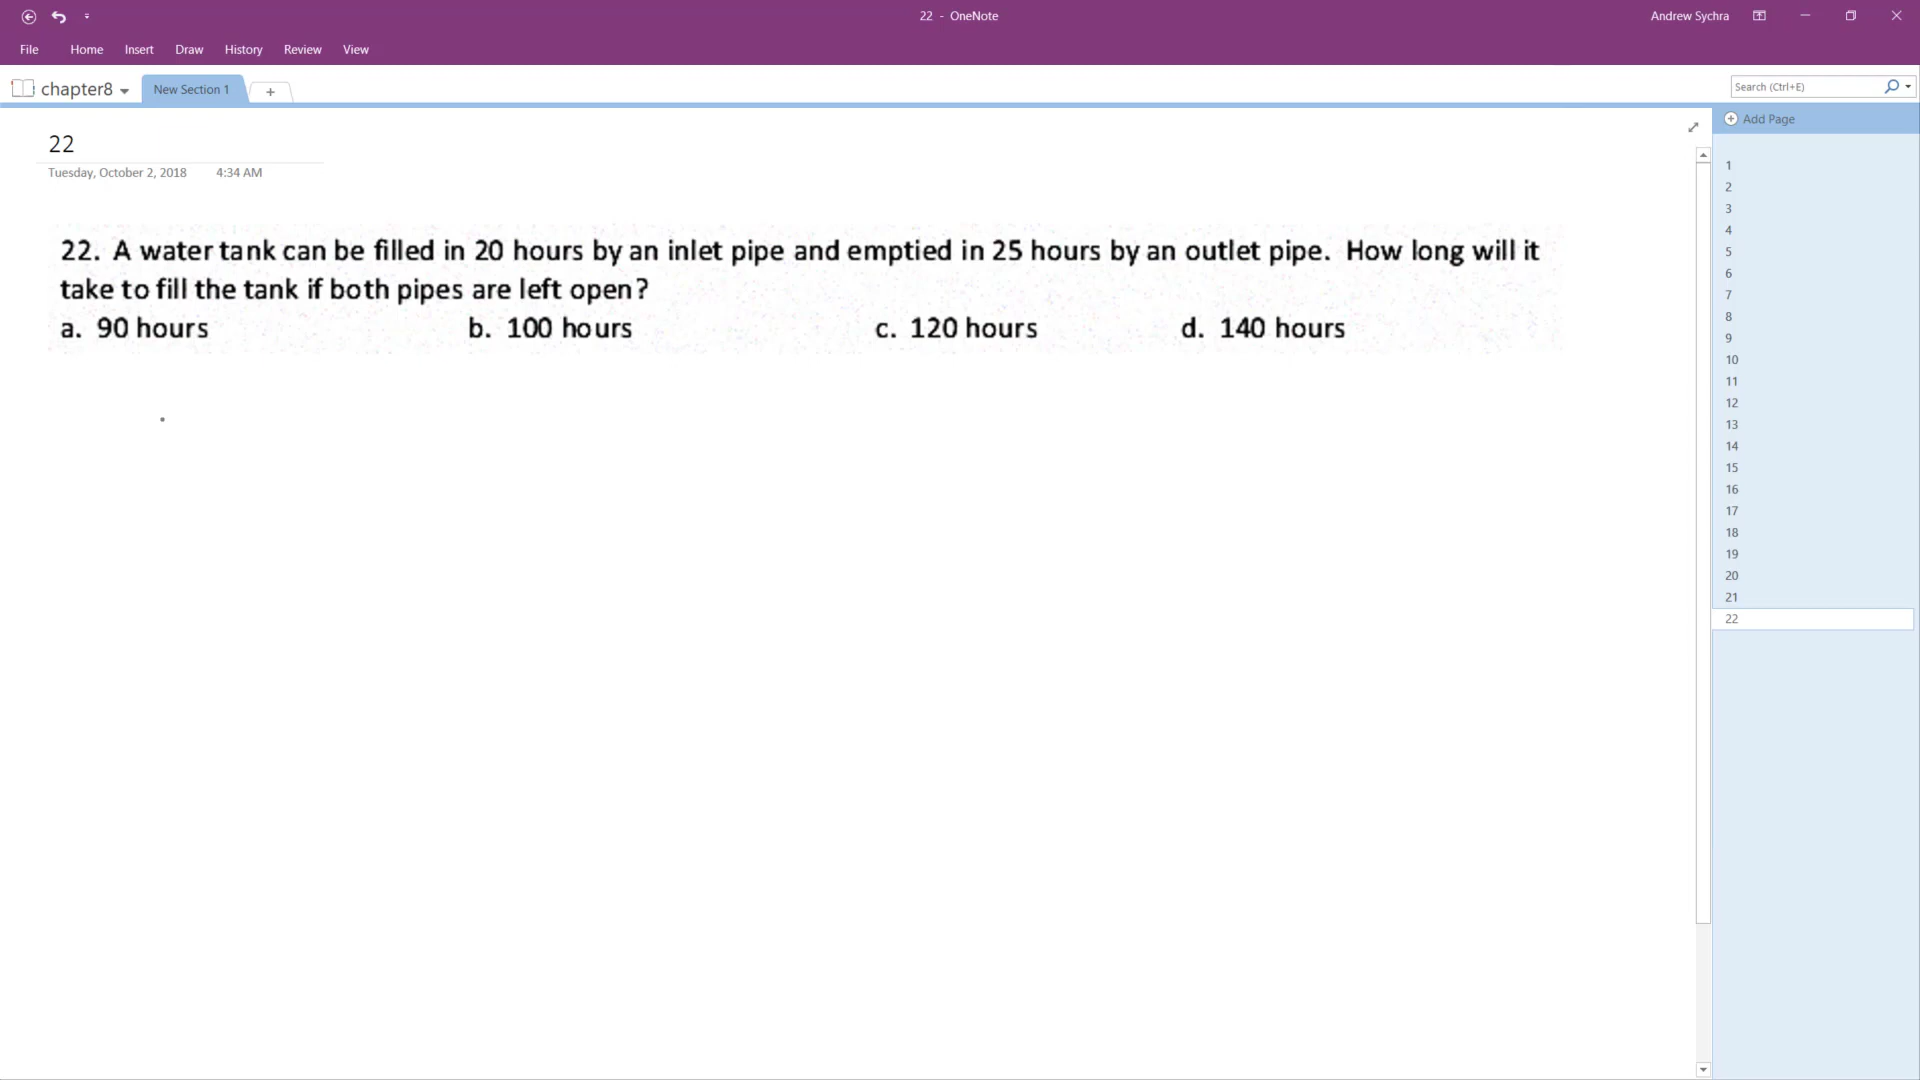 22 - OneNote
Andrew Sychra
File Home Insert Draw History Review View
chapter8
New Section 1
+
Search (Ctrl+E)
Add Page
22
Tuesday, October 2, 2018 4:34 AM
22. A water tank can be filled in 20 hours by an inlet pipe and emptied in 25 hours by an outlet pipe. How long will it
take to fill the tank if both pipes are left open?
a. 90 hours b. 100 hours c. 120 hours d. 140 hours
1
2
3
4
5
6
7
8
9
10
11
12
13
14
15
16
17
18
19
20
21
22